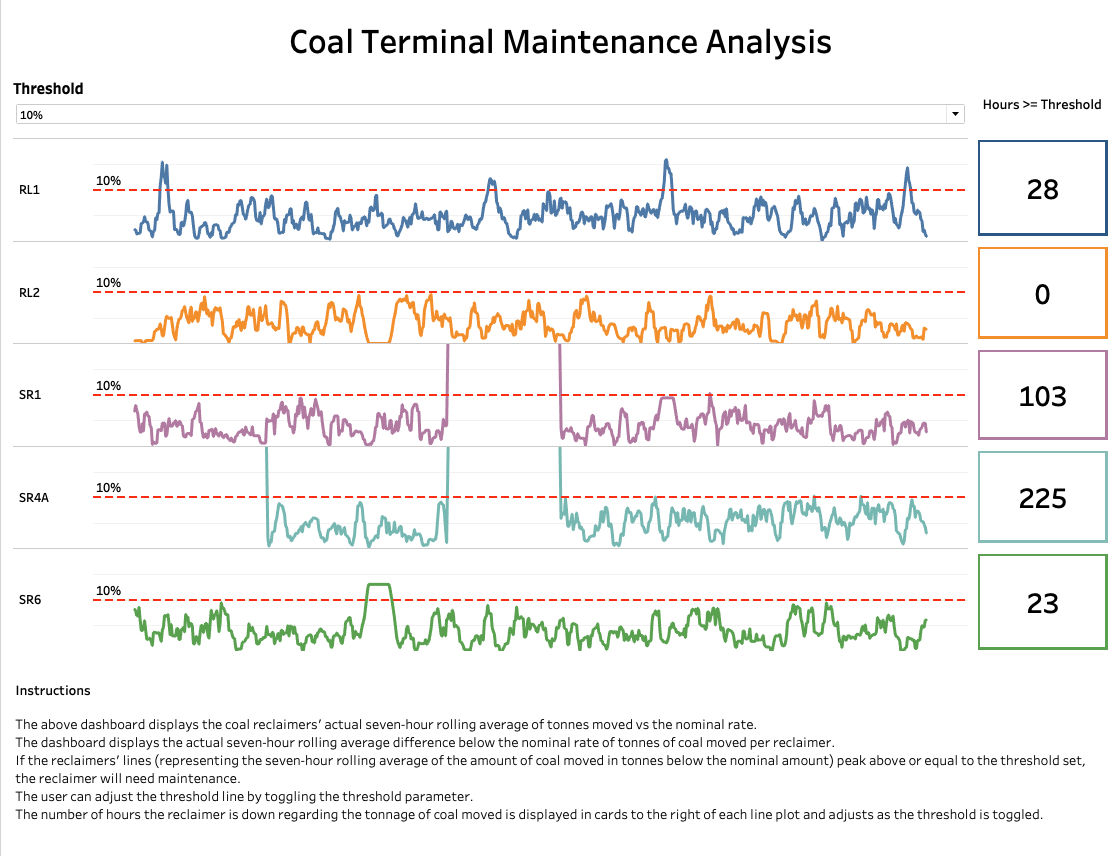 Coal Terminal Maintenance Analysis
Threshold
Hours >= Threshold
10%
RL1
10%
28
RL2
10%
0
SR1
10%
103
SR4A
10%
225
SR6
10%
23
Instructions
The above dashboard displays the coal reclaimers' actual seven-hour rolling average of tonnes moved vs the nominal rate.
The dashboard displays the actual seven-hour rolling average difference below the nominal rate of tonnes of coal moved per reclaimer.
If the reclaimers' lines (representing the seven-hour rolling average of the amount of coal moved in tonnes below the nominal amount) peak above or equal to the threshold set,
the reclaimer will need maintenance.
The user can adjust the threshold line by toggling the threshold parameter.
The number of hours the reclaimer is down regarding the tonnage of coal moved is displayed in cards to the right of each line plot and adjusts as the threshold is toggled.